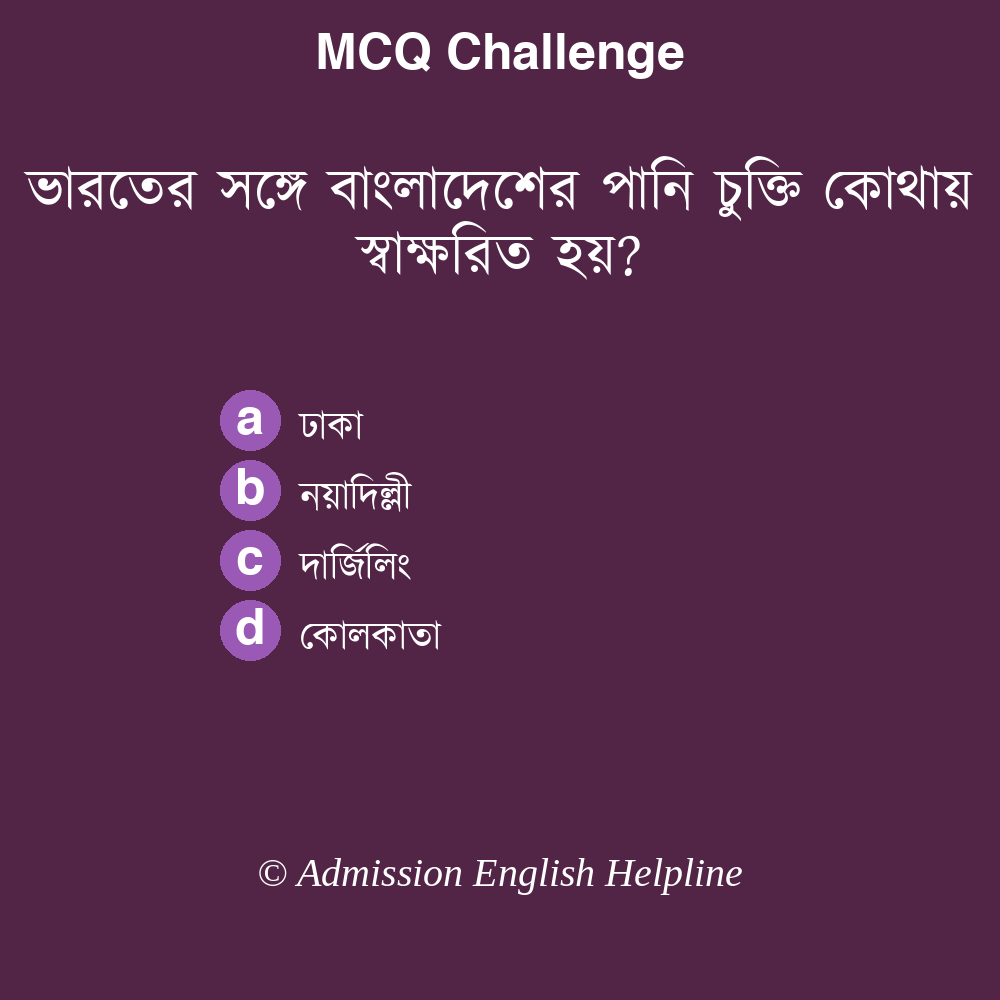 MCQ Challenge
ভারতের সঙ্গে বাংলাদেশের পানি চুক্তি কোথায়
স্বাক্ষরিত হয়?
a ঢাকা
b নয়াদিল্লী
c দার্জিলিং
d কোলকাতা
© Admission English Helpline